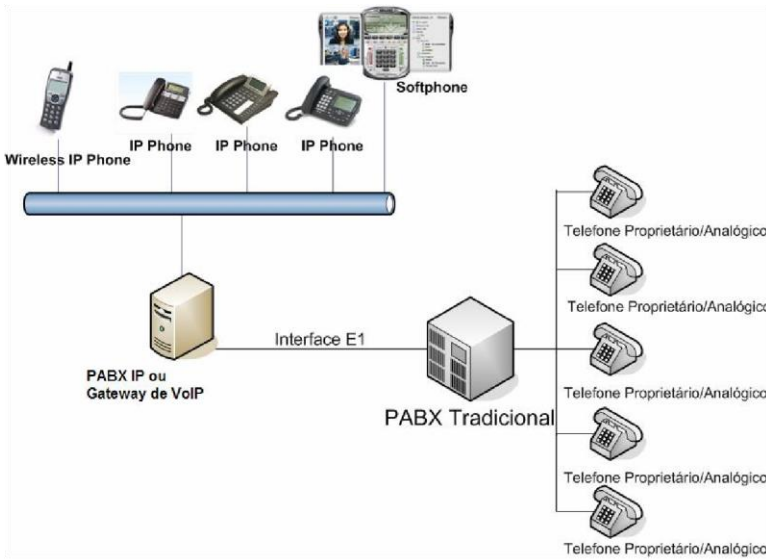 Softphone
IP Phone
IP Phone
IP Phone
Wireless IP Phone
Telefone Proprietário/Analógico
Telefone Proprietário/Analógico
Interface E1
PABX IP ou
Gateway de VoIP
Telefone Proprietário/Analógico
PABX Tradicional
Telefone Proprietário/Analógico
Telefone Proprietário/Analógico